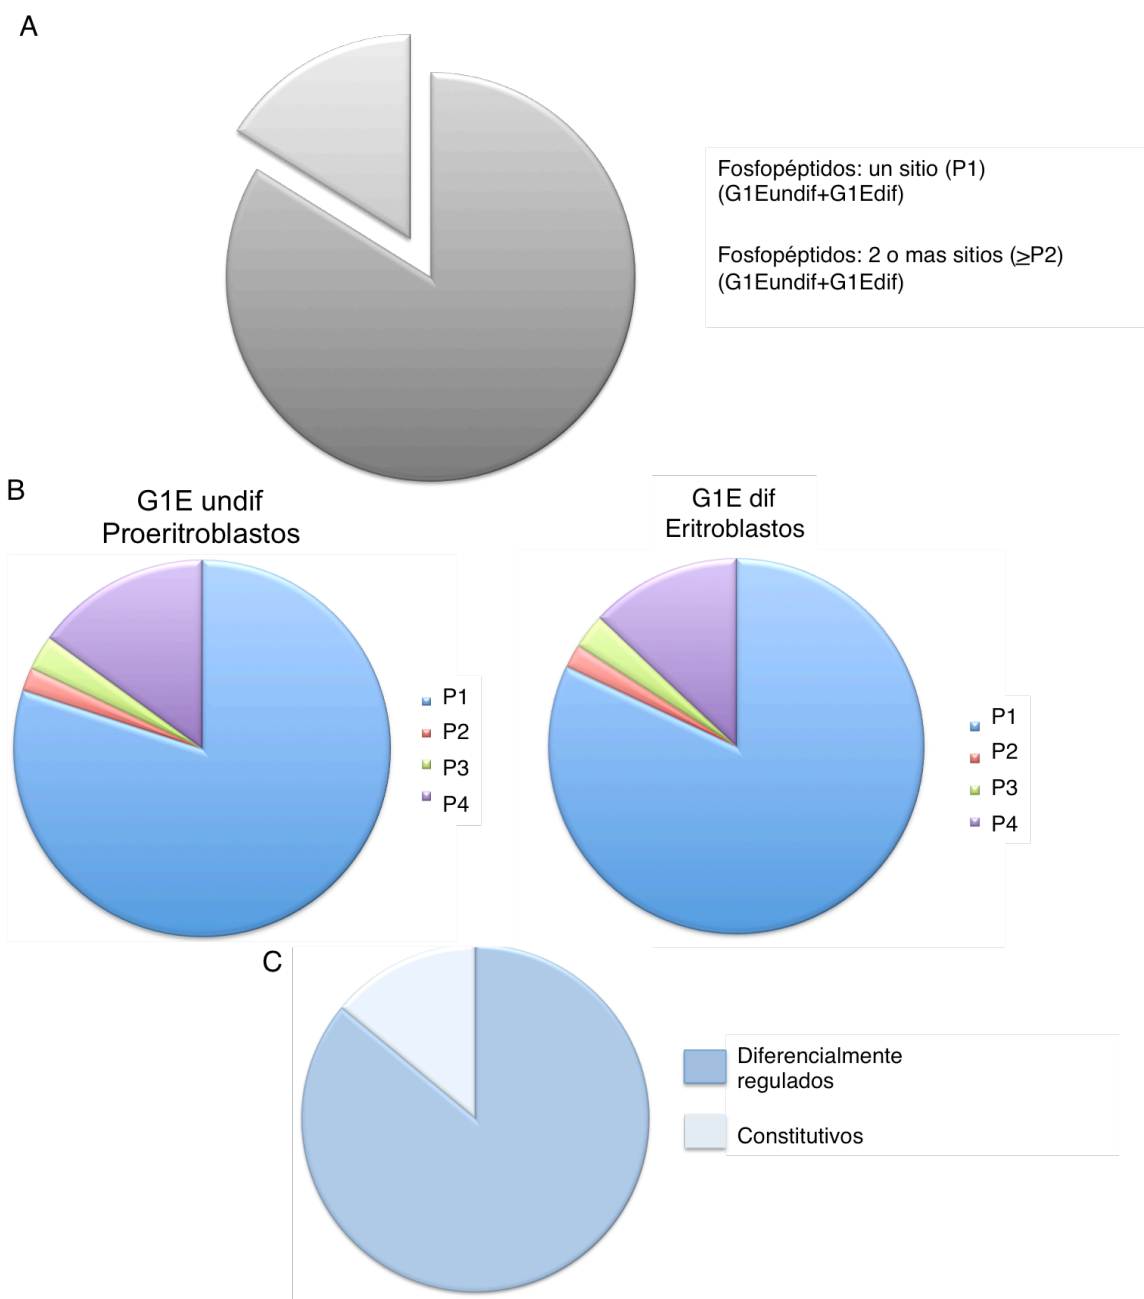 A
Fosfopéptidos: un sitio (P1)
(G1Eundif+G1Edif)
Fosfopéptidos: 2 o mas sitios (≥P2)
(G1Eundif+G1Edif)
B
G1E undif
Proeritroblastos
P1
P2
P3
P4
G1E dif
Eritroblastos
P1
P2
P3
P4
C
Diferencialmente
regulados
Constitutivos